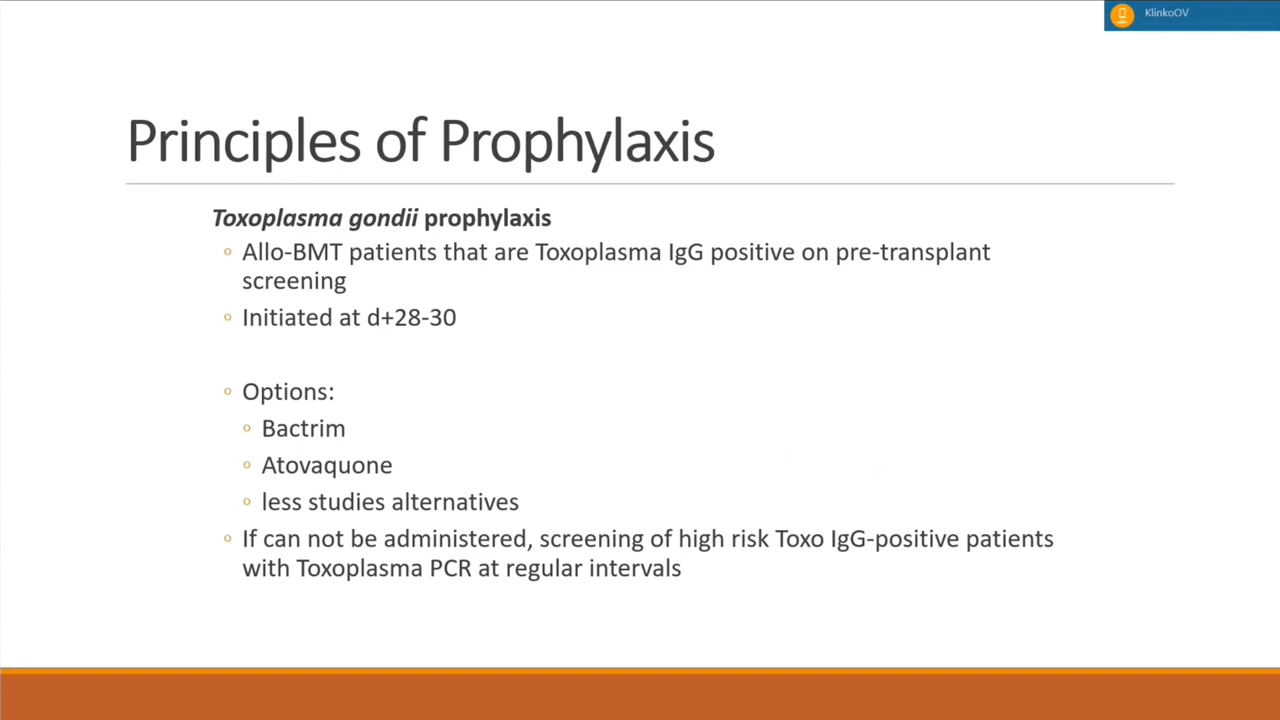 KlinkoOV
Principles of Prophylaxis
Toxoplasma gondii prophylaxis
◦ Allo-BMT patients that are Toxoplasma IgG positive on pre-transplant
screening
◦ Initiated at d+28-30
◦ Options:
◦ Bactrim
◦ Atovaquone
◦ less studies alternatives
◦ If can not be administered, screening of high risk Toxo IgG-positive patients
with Toxoplasma PCR at regular intervals